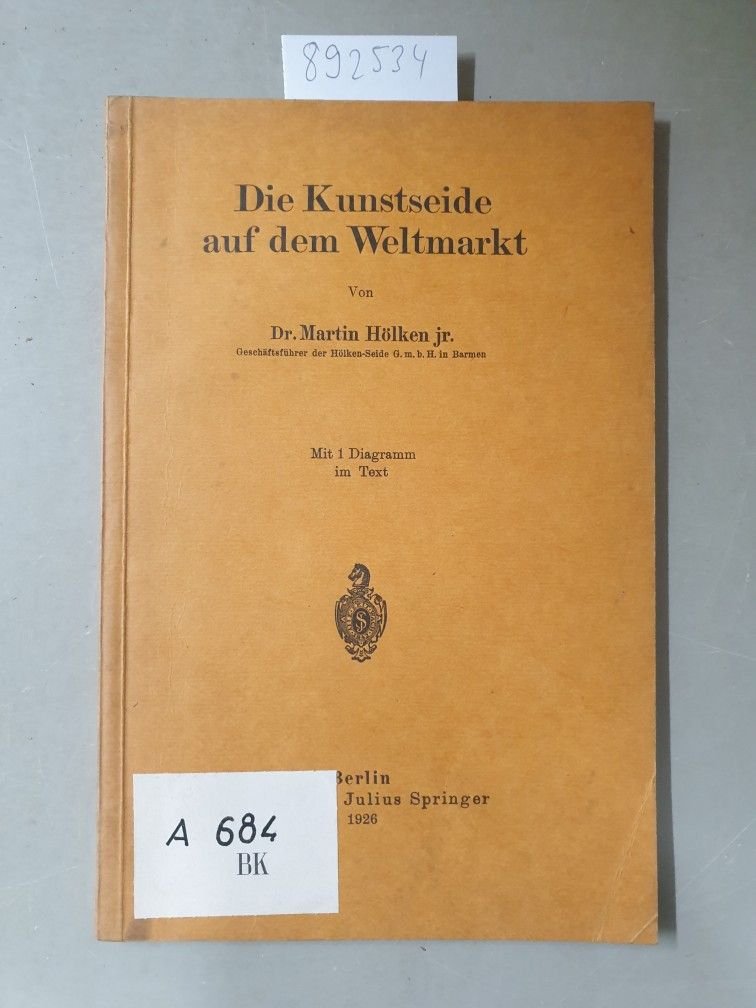 892534
Die Kunstseide
auf dem Weltmarkt
Von
Dr. Martin Hölken jr.
Geschäftsführer der Hölken-Seide G. m. b. H. in Barmen
Mit 1 Diagramm
im Text
Berlin
Julius Springer
1926
A 684
BK